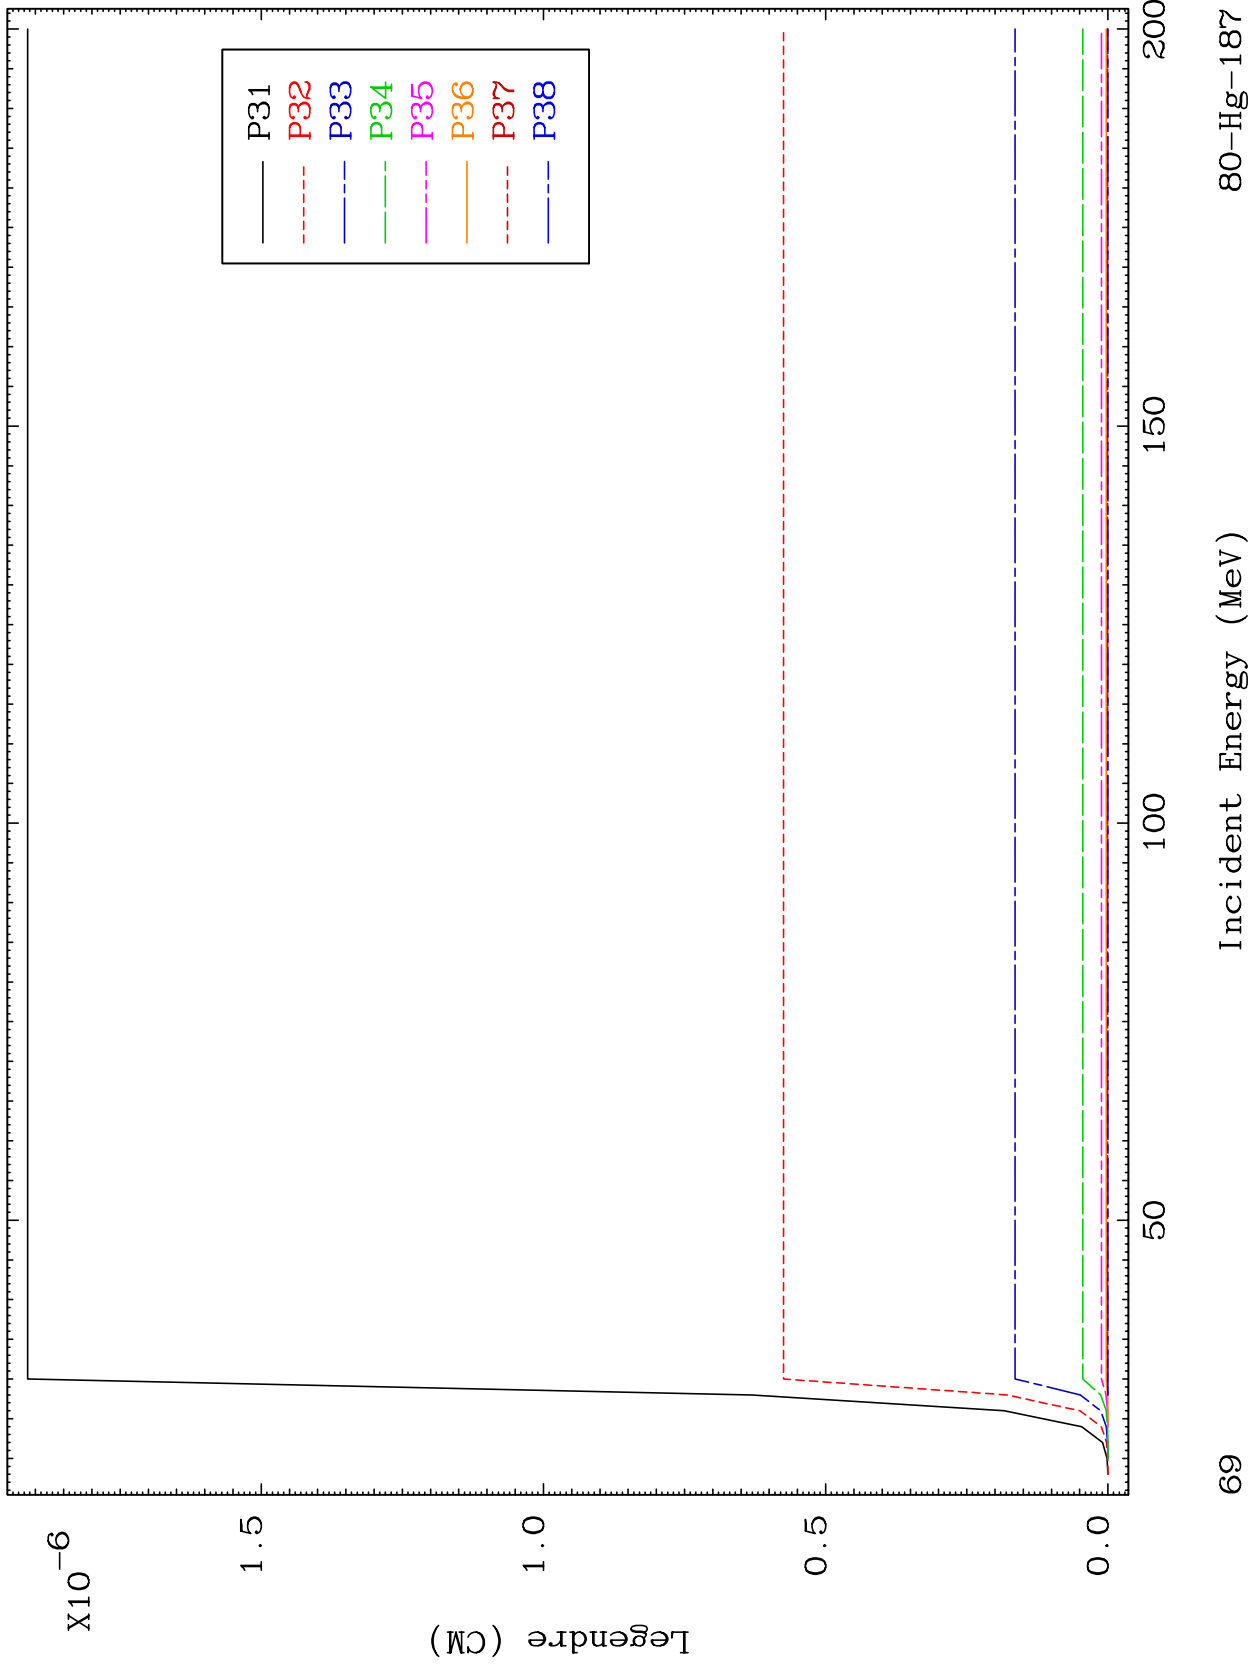 X10-6
1.5
1.0
0.5
0.0
Legendre (CM)
P31
P32
P33
P34
P35
P36
P37
P38
50
100
150
200
69
Incident Energy (MeV)
80-Hg-187